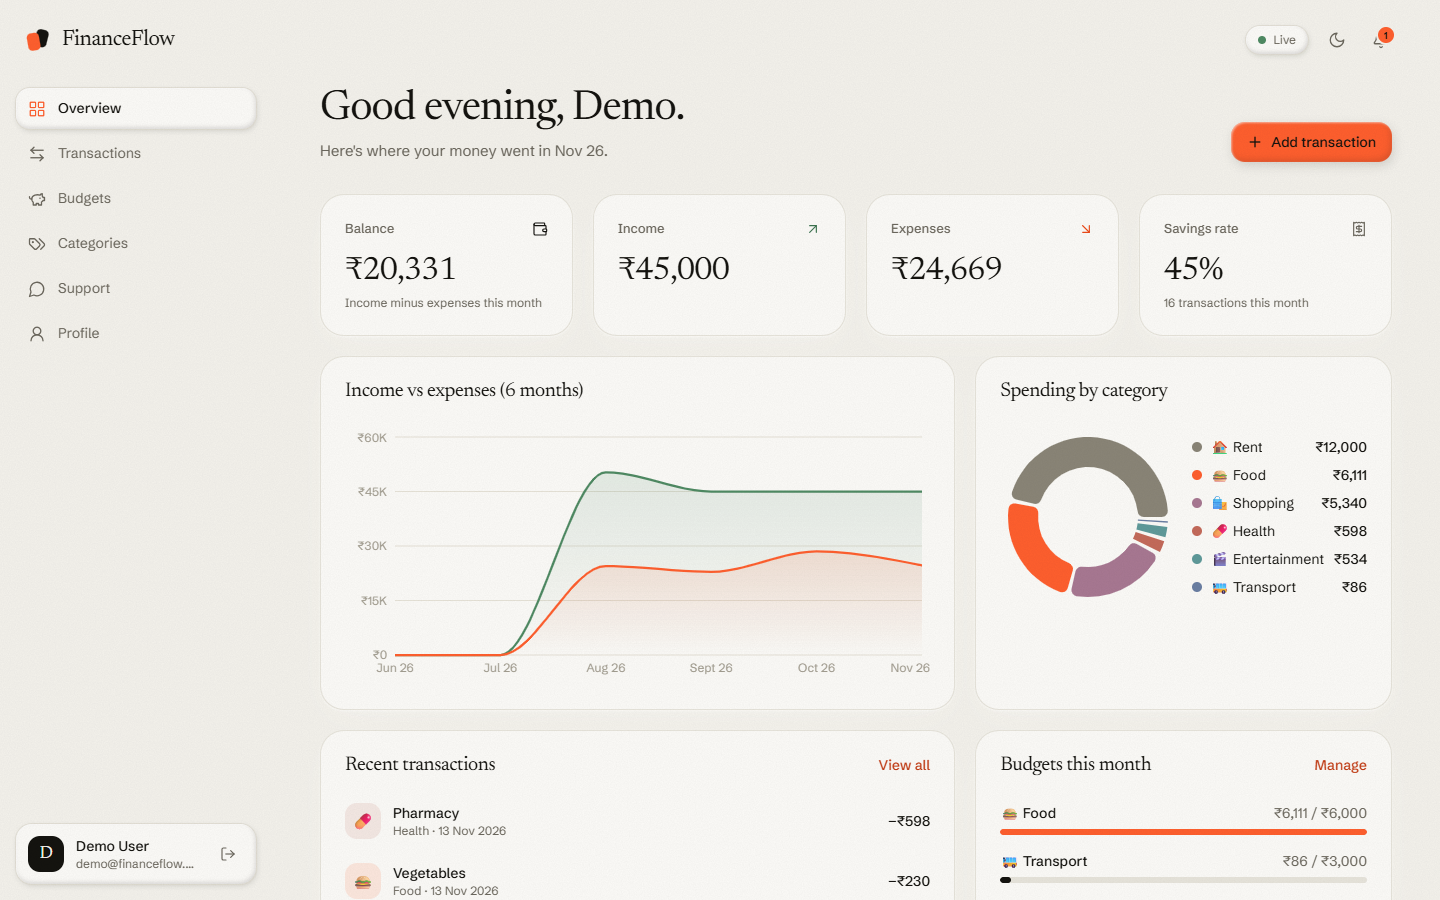 FinanceFlow
Live
1
Overview
Transactions
Budgets
Categories
Support
Profile
Good evening, Demo.
Here's where your money went in Nov 26.
+ Add transaction
Balance
₹20,331
Income minus expenses this month
Income
₹45,000
Expenses
₹24,669
Savings rate
45%
16 transactions this month
Income vs expenses (6 months)
₹60K
₹45K
₹30K
₹15K
₹0
Jun 26 Jul 26 Aug 26 Sept 26 Oct 26 Nov 26
Spending by category
Rent ₹12,000
Food ₹6,111
Shopping ₹5,340
Health ₹598
Entertainment ₹534
Transport ₹86
Recent transactions View all
Pharmacy
Health · 13 Nov 2026
−₹598
Vegetables
Food · 13 Nov 2026
−₹230
Budgets this month Manage
Food ₹6,111 / ₹6,000
Transport ₹86 / ₹3,000
D
Demo User
demo@financeflow....